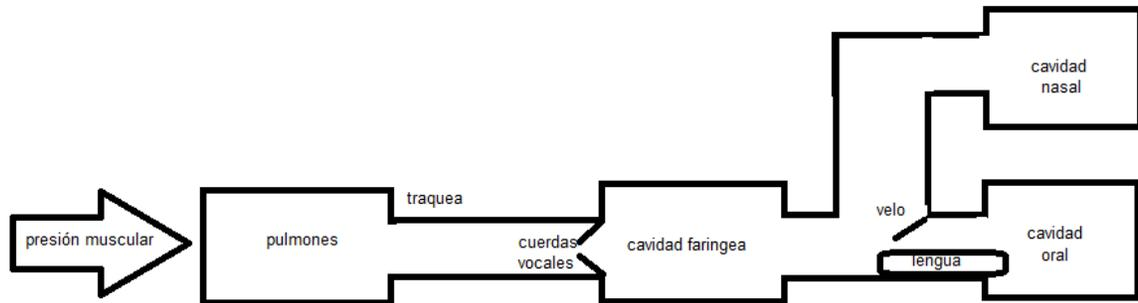 presión muscular
pulmones
traquea
cuerdas
vocales
cavidad faringea
velo
lengua
cavidad
nasal
cavidad
oral